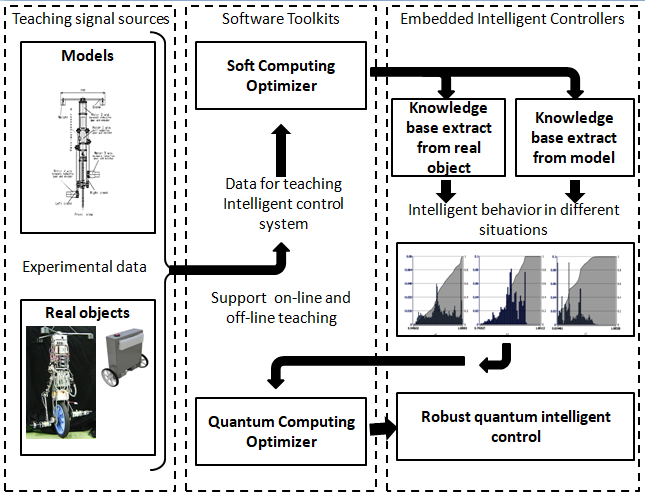 Teaching signal sources
Models
Front view
Experimental data
Real objects
Software Toolkits
Soft Computing
Optimizer
Data for teaching
Intelligent control
system
Support on-line and
off-line teaching
Quantum Computing
Optimizer
Embedded Intelligent Controllers
Knowledge
base extract
from real
object
Knowledge
base extract
from model
Intelligent behavior in different
situations
Robust quantum intelligent
control